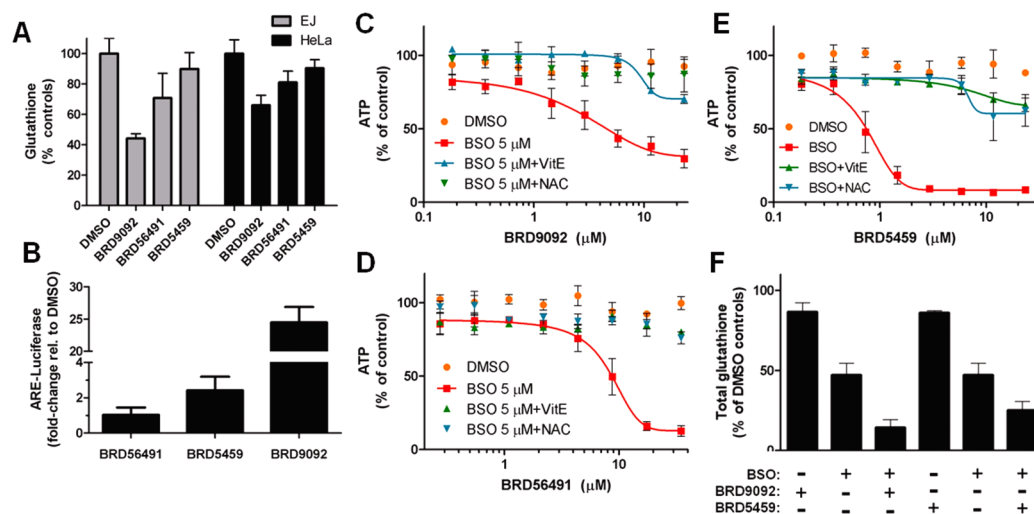 A
EJ
HeLa
Glutathione
(% of controls)
100
80
60
40
20
0
DMSO
BRD9092
BRD56491
BRD5459
DMSO
BRD9092
BRD56491
BRD5459
B
ARE-Luciferase
(fold-change rel. to DMSO)
30
25
20
4
2
0
BRD56491
BRD5459
BRD9092
C
ATP
(% of control)
100
50
0
DMSO
BSO 5 μM
BSO 5 μM+VitE
BSO 5 μM+NAC
0.1
1
10
BRD9092 (μM)
D
ATP
(% of control)
100
50
0
DMSO
BSO 5 μM
BSO 5 μM+VitE
BSO 5 μM+NAC
1
10
BRD56491 (μM)
E
ATP
(% of control)
100
50
0
DMSO
BSO
BSO+VitE
BSO+NAC
0.1
1
10
BRD5459 (μM)
F
Total glutathione
(% of DMSO controls)
100
50
0
BSO: - + + - + +
BRD9092: + - + - - -
BRD5459: - - - + - +